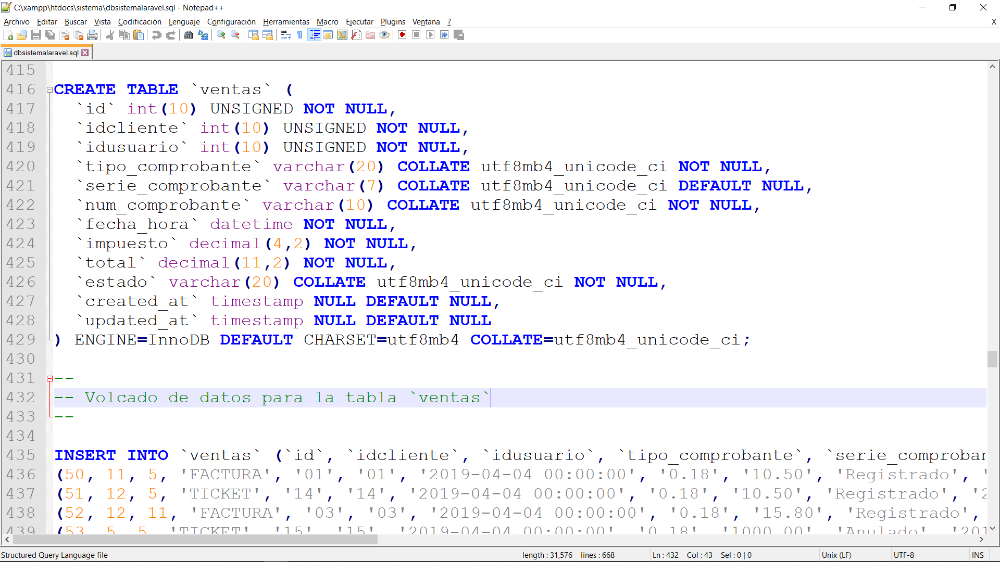 C:\xampp\htdocs\sistema\dbsistemalaravel.sql - Notepad++
Archivo Editar Buscar Vista Codificación Lenguaje Configuración Herramientas Macro Ejecutar Plugins Ventana ? X
dbsistemalaravel.sql
415
416 CREATE TABLE `ventas` (
417 `id` int(10) UNSIGNED NOT NULL,
418 `idcliente` int(10) UNSIGNED NOT NULL,
419 `idusuario` int(10) UNSIGNED NOT NULL,
420 `tipo_comprobante` varchar(20) COLLATE utf8mb4_unicode_ci NOT NULL,
421 `serie_comprobante` varchar(7) COLLATE utf8mb4_unicode_ci DEFAULT NULL,
422 `num_comprobante` varchar(10) COLLATE utf8mb4_unicode_ci NOT NULL,
423 `fecha_hora` datetime NOT NULL,
424 `impuesto` decimal(4,2) NOT NULL,
425 `total` decimal(11,2) NOT NULL,
426 `estado` varchar(20) COLLATE utf8mb4_unicode_ci NOT NULL,
427 `created_at` timestamp NULL DEFAULT NULL,
428 `updated_at` timestamp NULL DEFAULT NULL
429 ) ENGINE=InnoDB DEFAULT CHARSET=utf8mb4 COLLATE=utf8mb4_unicode_ci;
430
431 --
432 -- Volcado de datos para la tabla `ventas`
433 --
434
435 INSERT INTO `ventas` (`id`, `idcliente`, `idusuario`, `tipo_comprobante`, `serie_comproban
436 (50, 11, 5, 'FACTURA', '01', '01', '2019-04-04 00:00:00', '0.18', '10.50', 'Registrado', '
437 (51, 12, 5, 'TICKET', '14', '14', '2019-04-04 00:00:00', '0.18', '10.50', 'Registrado', '2
438 (52, 12, 11, 'FACTURA', '03', '03', '2019-04-04 00:00:00', '0.18', '15.80', 'Registrado',
439 (53, 5, 5, 'TICKET', '15', '15', '2019-04-04 00:00:00', '0.18', '1000.00', 'Anulado', '201
Structured Query Language file length : 31,576 lines : 668 Ln : 432 Col : 43 Sel : 0 | 0 Unix (LF) UTF-8 INS